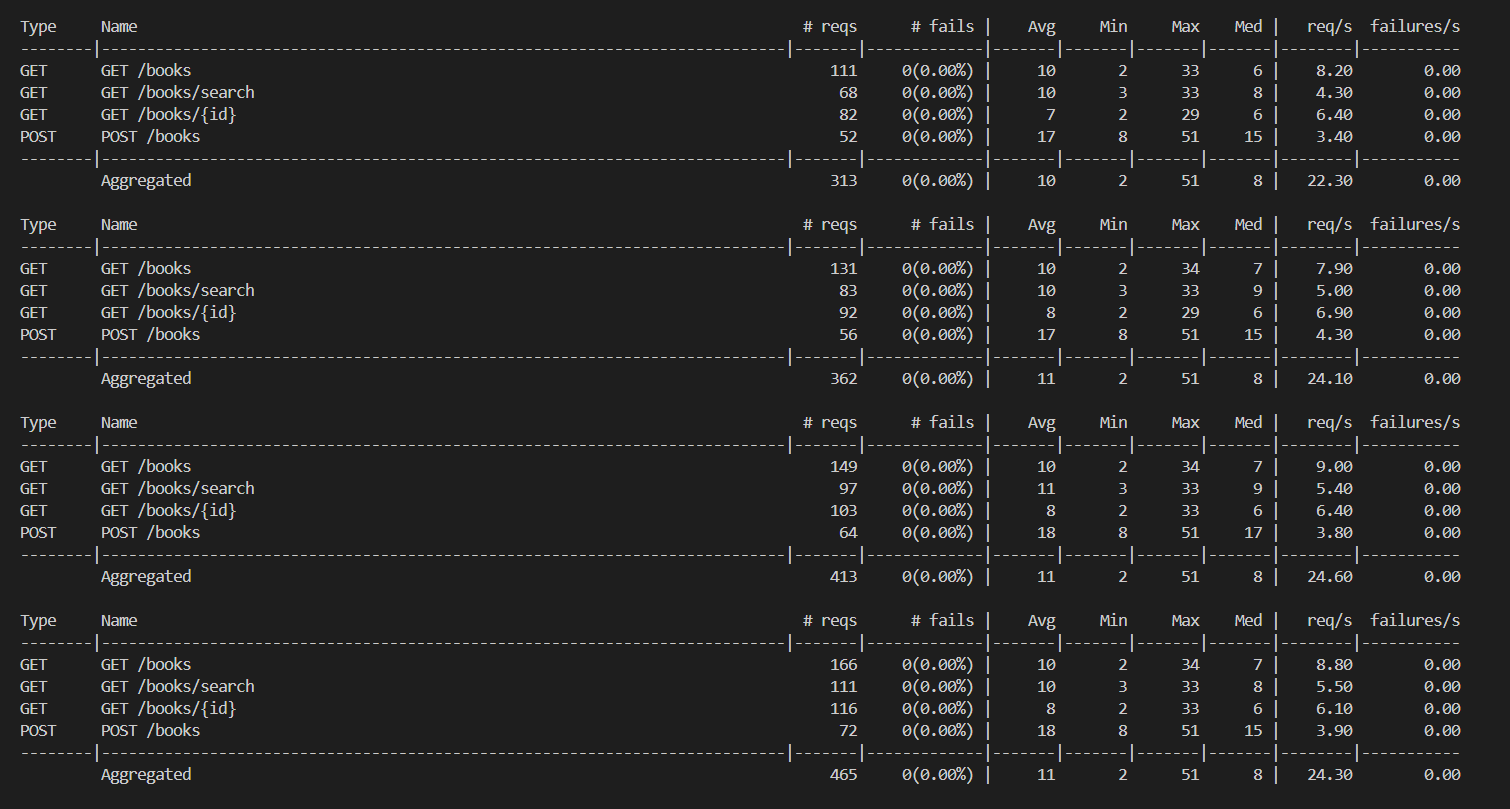 Type     Name                                                                          # reqs      # fails |    Avg     Min     Max    Med |   req/s  failures/s
--------|----------------------------------------------------------------------------|-------|-------------|-------|-------|-------|-------|--------|-----------
GET      GET /books                                                                       111     0(0.00%) |     10       2      33      6 |    8.20        0.00
GET      GET /books/search                                                                 68     0(0.00%) |     10       3      33      8 |    4.30        0.00
GET      GET /books/{id}                                                                   82     0(0.00%) |      7       2      29      6 |    6.40        0.00
POST     POST /books                                                                       52     0(0.00%) |     17       8      51     15 |    3.40        0.00
--------|----------------------------------------------------------------------------|-------|-------------|-------|-------|-------|-------|--------|-----------
         Aggregated                                                                       313     0(0.00%) |     10       2      51      8 |   22.30        0.00

Type     Name                                                                          # reqs      # fails |    Avg     Min     Max    Med |   req/s  failures/s
--------|----------------------------------------------------------------------------|-------|-------------|-------|-------|-------|-------|--------|-----------
GET      GET /books                                                                       131     0(0.00%) |     10       2      34      7 |    7.90        0.00
GET      GET /books/search                                                                 83     0(0.00%) |     10       3      33      9 |    5.00        0.00
GET      GET /books/{id}                                                                   92     0(0.00%) |      8       2      29      6 |    6.90        0.00
POST     POST /books                                                                       56     0(0.00%) |     17       8      51     15 |    4.30        0.00
--------|----------------------------------------------------------------------------|-------|-------------|-------|-------|-------|-------|--------|-----------
         Aggregated                                                                       362     0(0.00%) |     11       2      51      8 |   24.10        0.00

Type     Name                                                                          # reqs      # fails |    Avg     Min     Max    Med |   req/s  failures/s
--------|----------------------------------------------------------------------------|-------|-------------|-------|-------|-------|-------|--------|-----------
GET      GET /books                                                                       149     0(0.00%) |     10       2      34      7 |    9.00        0.00
GET      GET /books/search                                                                 97     0(0.00%) |     11       3      33      9 |    5.40        0.00
GET      GET /books/{id}                                                                  103     0(0.00%) |      8       2      33      6 |    6.40        0.00
POST     POST /books                                                                       64     0(0.00%) |     18       8      51     17 |    3.80        0.00
--------|----------------------------------------------------------------------------|-------|-------------|-------|-------|-------|-------|--------|-----------
         Aggregated                                                                       413     0(0.00%) |     11       2      51      8 |   24.60        0.00

Type     Name                                                                          # reqs      # fails |    Avg     Min     Max    Med |   req/s  failures/s
--------|----------------------------------------------------------------------------|-------|-------------|-------|-------|-------|-------|--------|-----------
GET      GET /books                                                                       166     0(0.00%) |     10       2      34      7 |    8.80        0.00
GET      GET /books/search                                                                111     0(0.00%) |     10       3      33      8 |    5.50        0.00
GET      GET /books/{id}                                                                  116     0(0.00%) |      8       2      33      6 |    6.10        0.00
POST     POST /books                                                                       72     0(0.00%) |     18       8      51     15 |    3.90        0.00
--------|----------------------------------------------------------------------------|-------|-------------|-------|-------|-------|-------|--------|-----------
         Aggregated                                                                       465     0(0.00%) |     11       2      51      8 |   24.30        0.00